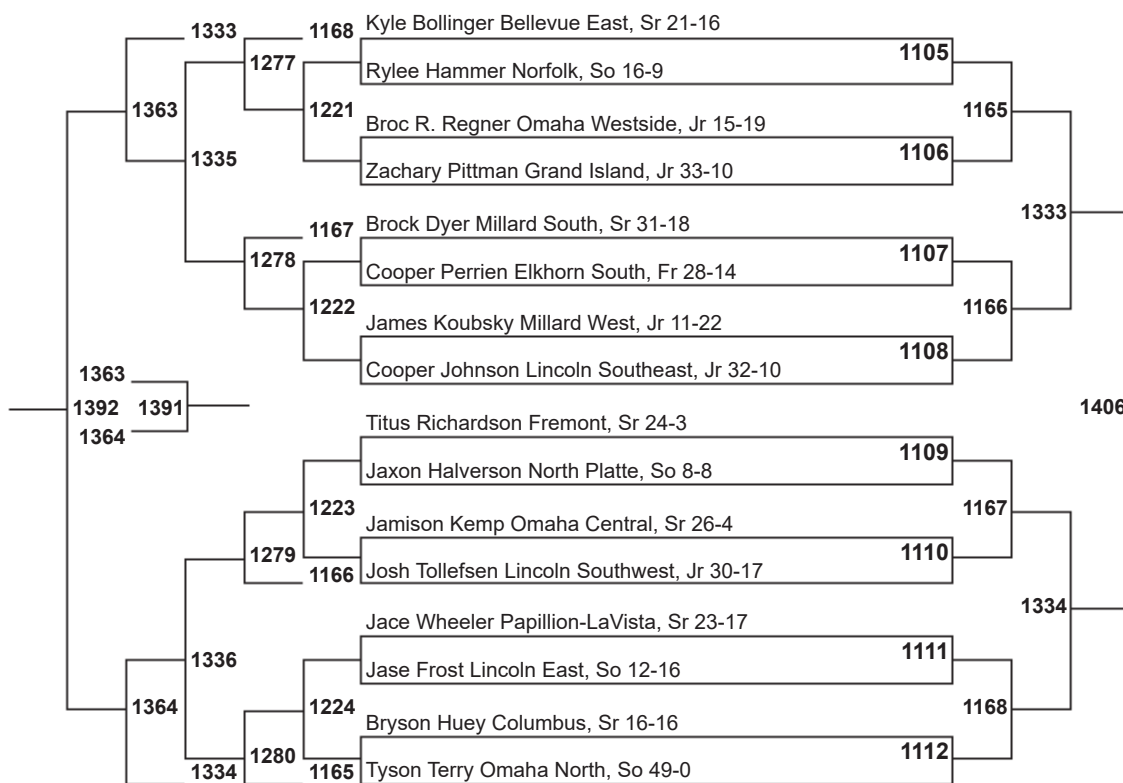 Kyle Bollinger Bellevue East, Sr 21-16
1333 1168
1105
1277
Rylee Hammer Norfolk, So 16-9
1363 1221 1165
Broc R. Regner Omaha Westside, Jr 15-19
1106
1335
Zachary Pittman Grand Island, Jr 33-10
1333
Brock Dyer Millard South, Sr 31-18
1167
1107
1278
Cooper Perrien Elkhorn South, Fr 28-14
1222 1166
James Koubsky Millard West, Jr 11-22
1108
Cooper Johnson Lincoln Southeast, Jr 32-10
1363
1392 1391 1406
1364
Titus Richardson Fremont, Sr 24-3
1109
Jaxon Halverson North Platte, So 8-8
1223 1167
Jamison Kemp Omaha Central, Sr 26-4
1110
1279
Josh Tollefsen Lincoln Southwest, Jr 30-17
1166
1334
Jace Wheeler Papillion-LaVista, Sr 23-17
1111
1336
Jase Frost Lincoln East, So 12-16
1364 1224 1168
Bryson Huey Columbus, Sr 16-16
1112
1280
1334 1165
Tyson Terry Omaha North, So 49-0